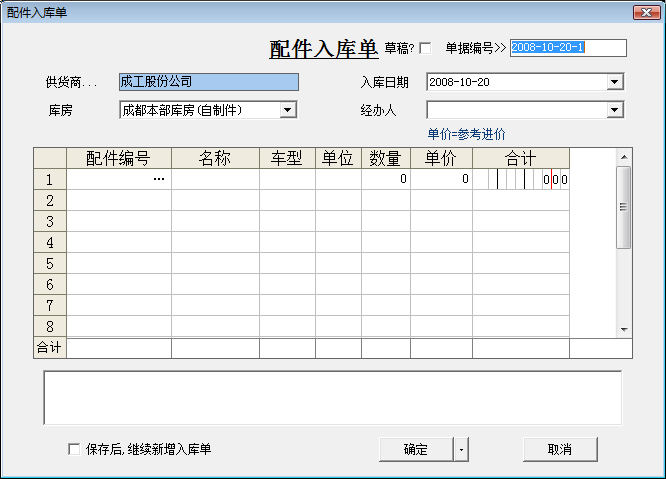 配件入库单
配件入库单 草稿? 单据编号>> 2008-10-20-1
供货商... 成工股份公司 入库日期 2008-10-20
库房 成都本部库房(自制件) 经办人
单价=参考进价
配件编号 名称 车型 单位 数量 单价 合计
1 ... 0 0 000
2
3
4
5
6
7
8
合计
保存后,继续新增入库单 确定 取消